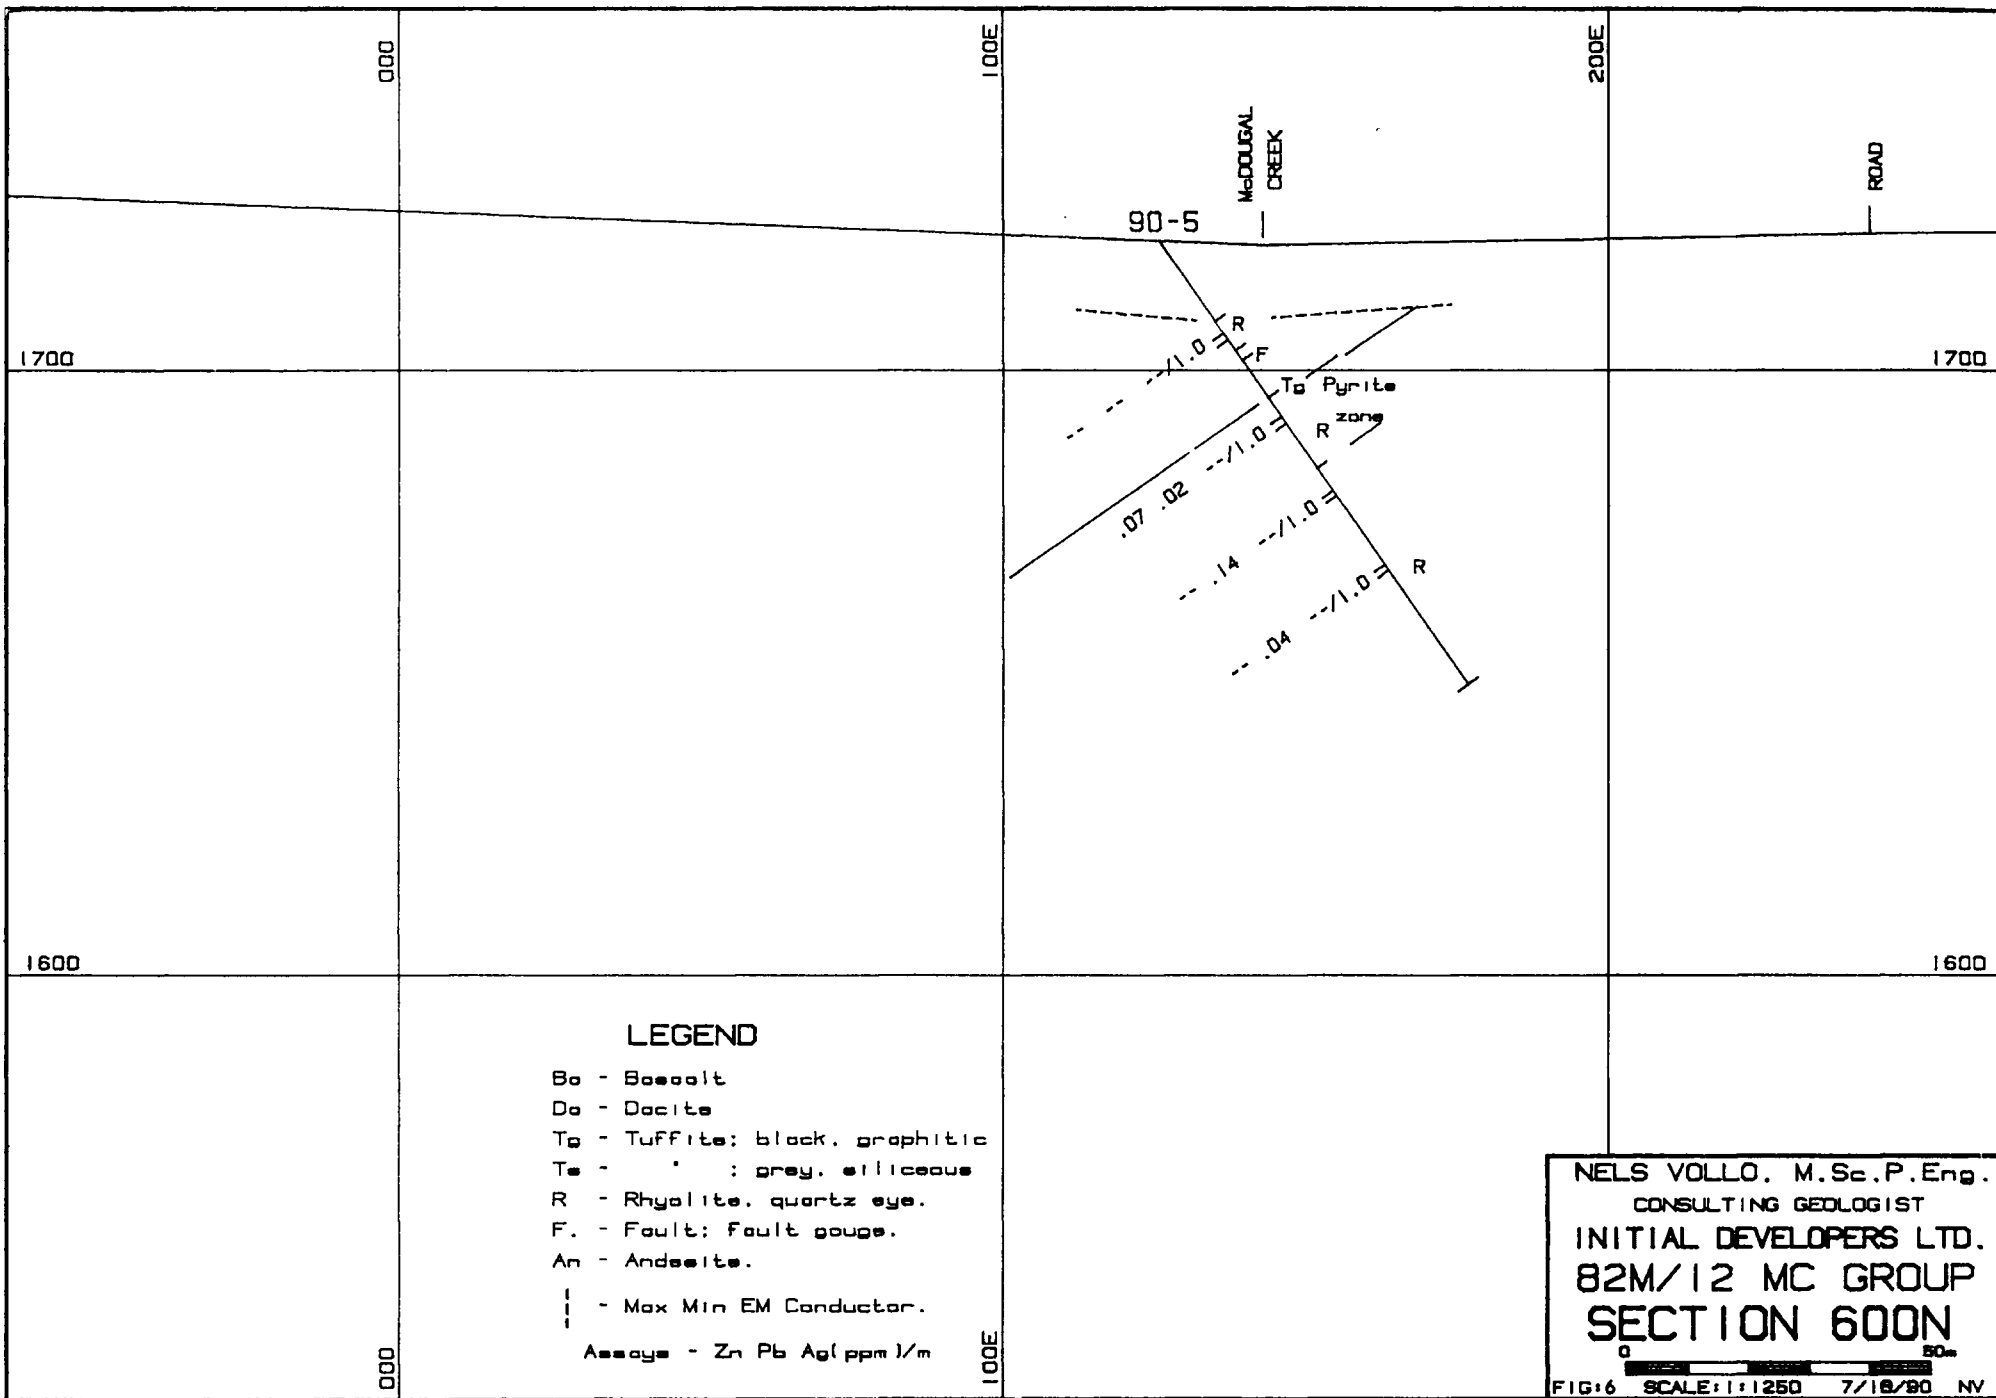 000
100E
200E
McDOUGAL
CREEK
ROAD
90-5
R
-- -- --/1.0
F
1700
1700
Tg Pyrite
zone
R
.07 .02 --/1.0
-- .14 --/1.0
R
-- .04 --/1.0
1600
1600
LEGEND
Ba - Basaalt
Da - Dacite
Tg - Tuffite: black, graphitic
Ts - " : grey, siliceous
R - Rhyolite, quartz eye.
F. - Fault; Fault gouge.
An - Andesite.
- Max Min EM Conductor.
Assays - Zn Pb Ag(ppm)/m
000
100E
NELS VOLLO, M.Sc.P.Eng.
CONSULTING GEOLOGIST
INITIAL DEVELOPERS LTD.
82M/12 MC GROUP
SECTION 600N
0 50m
FIG:6 SCALE:1:1250 7/18/90 NV